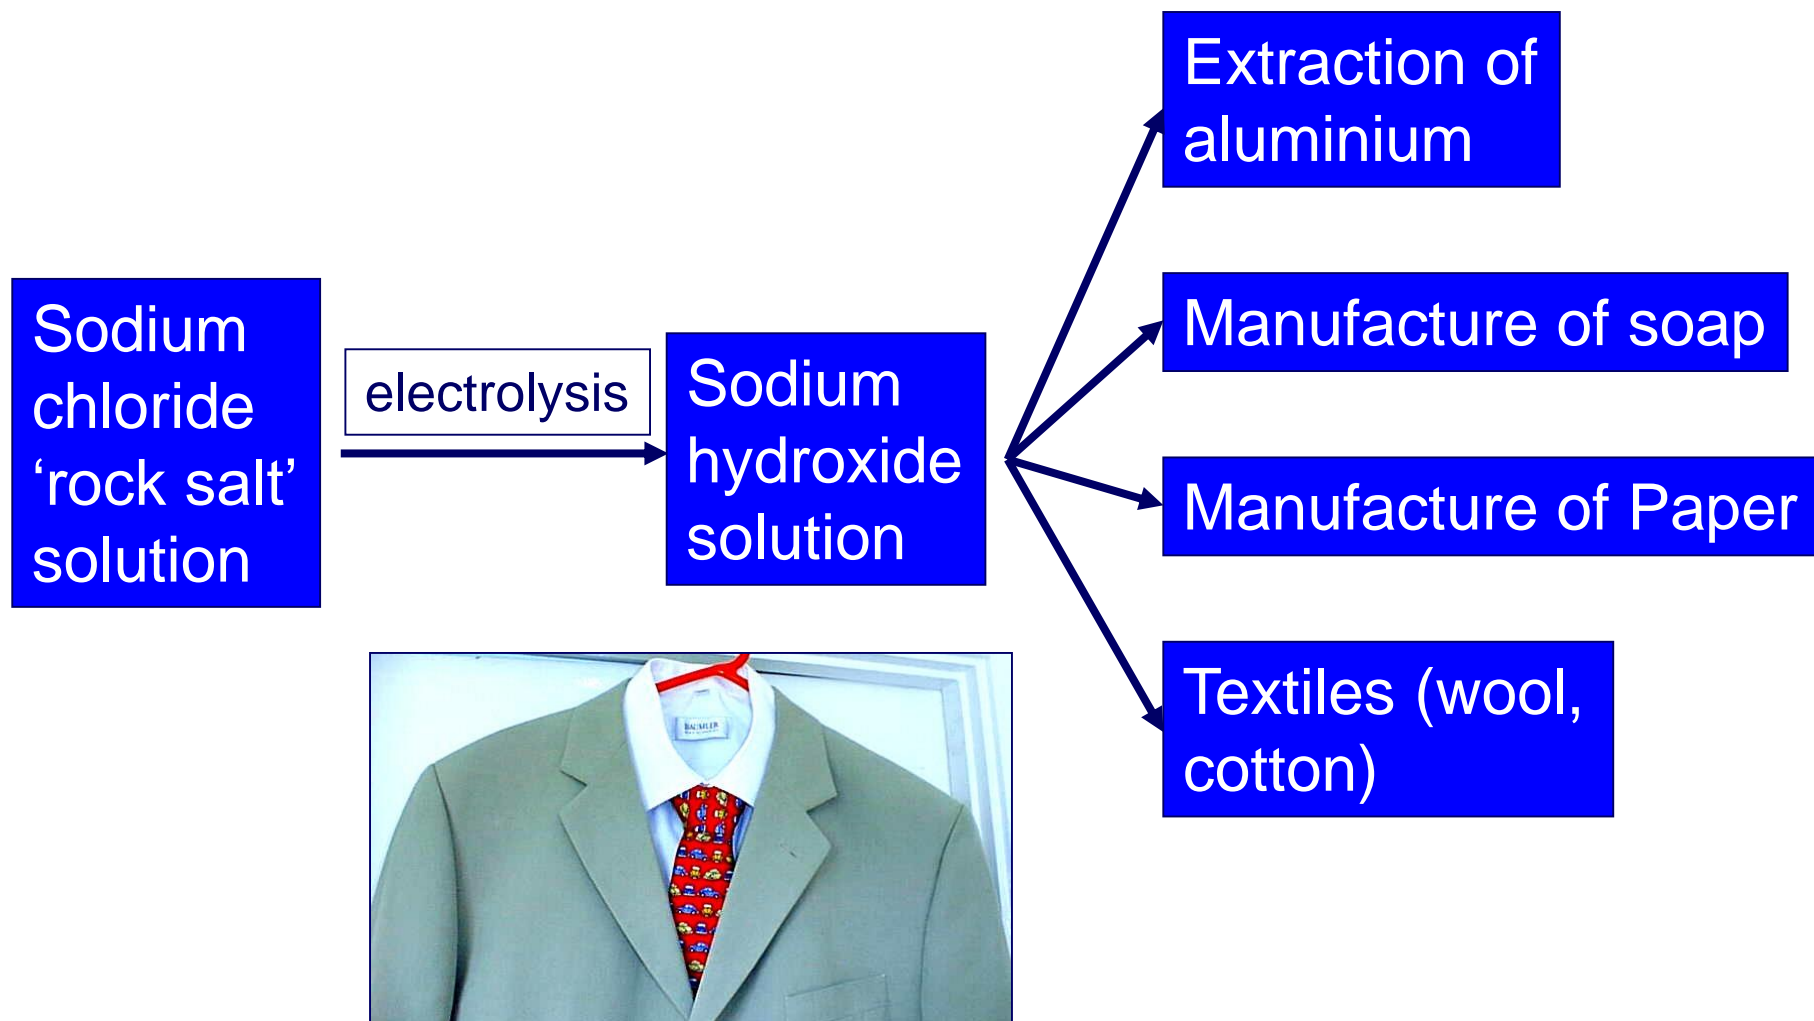 Sodium
chloride
‘rock salt’
solution
electrolysis
Sodium
hydroxide
solution
Extraction of
aluminium
Manufacture of soap
Manufacture of Paper
Textiles (wool,
cotton)